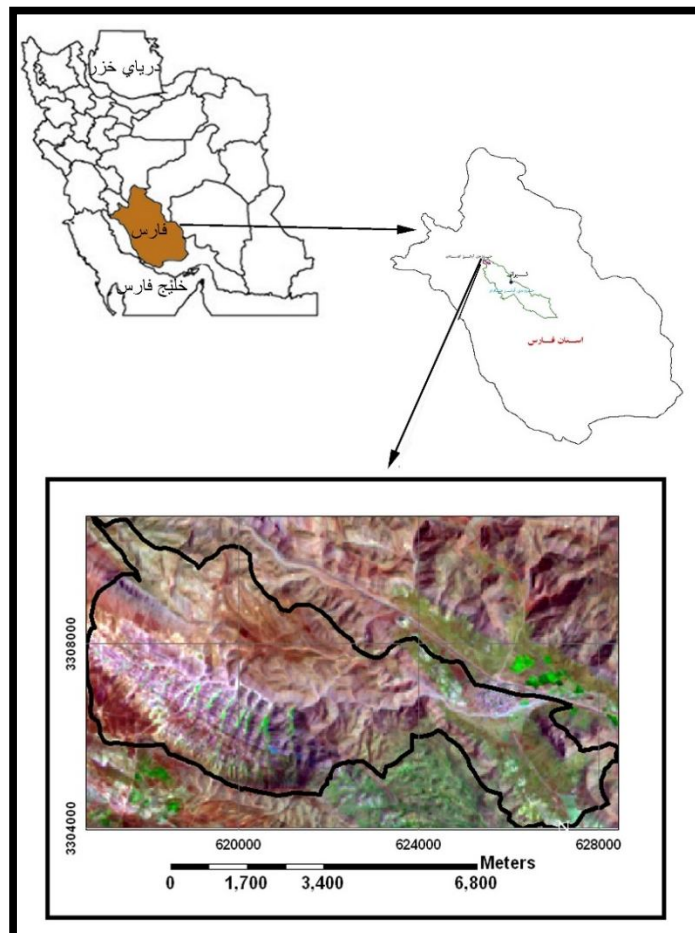 درياي خزر
فارس
خليج فارس
شيراز
استان فارس
3308000
3304000
620000
624000
628000
N
Meters
0
1,700
3,400
6,800